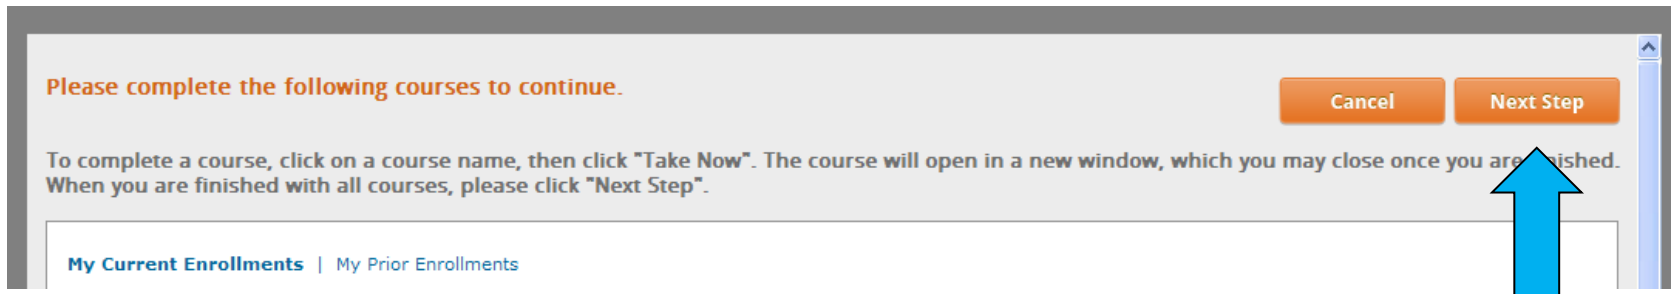 Please complete the following courses to continue.
Cancel
Next Step
To complete a course, click on a course name, then click "Take Now". The course will open in a new window, which you may close once you are finished.
When you are finished with all courses, please click "Next Step".
My Current Enrollments | My Prior Enrollments